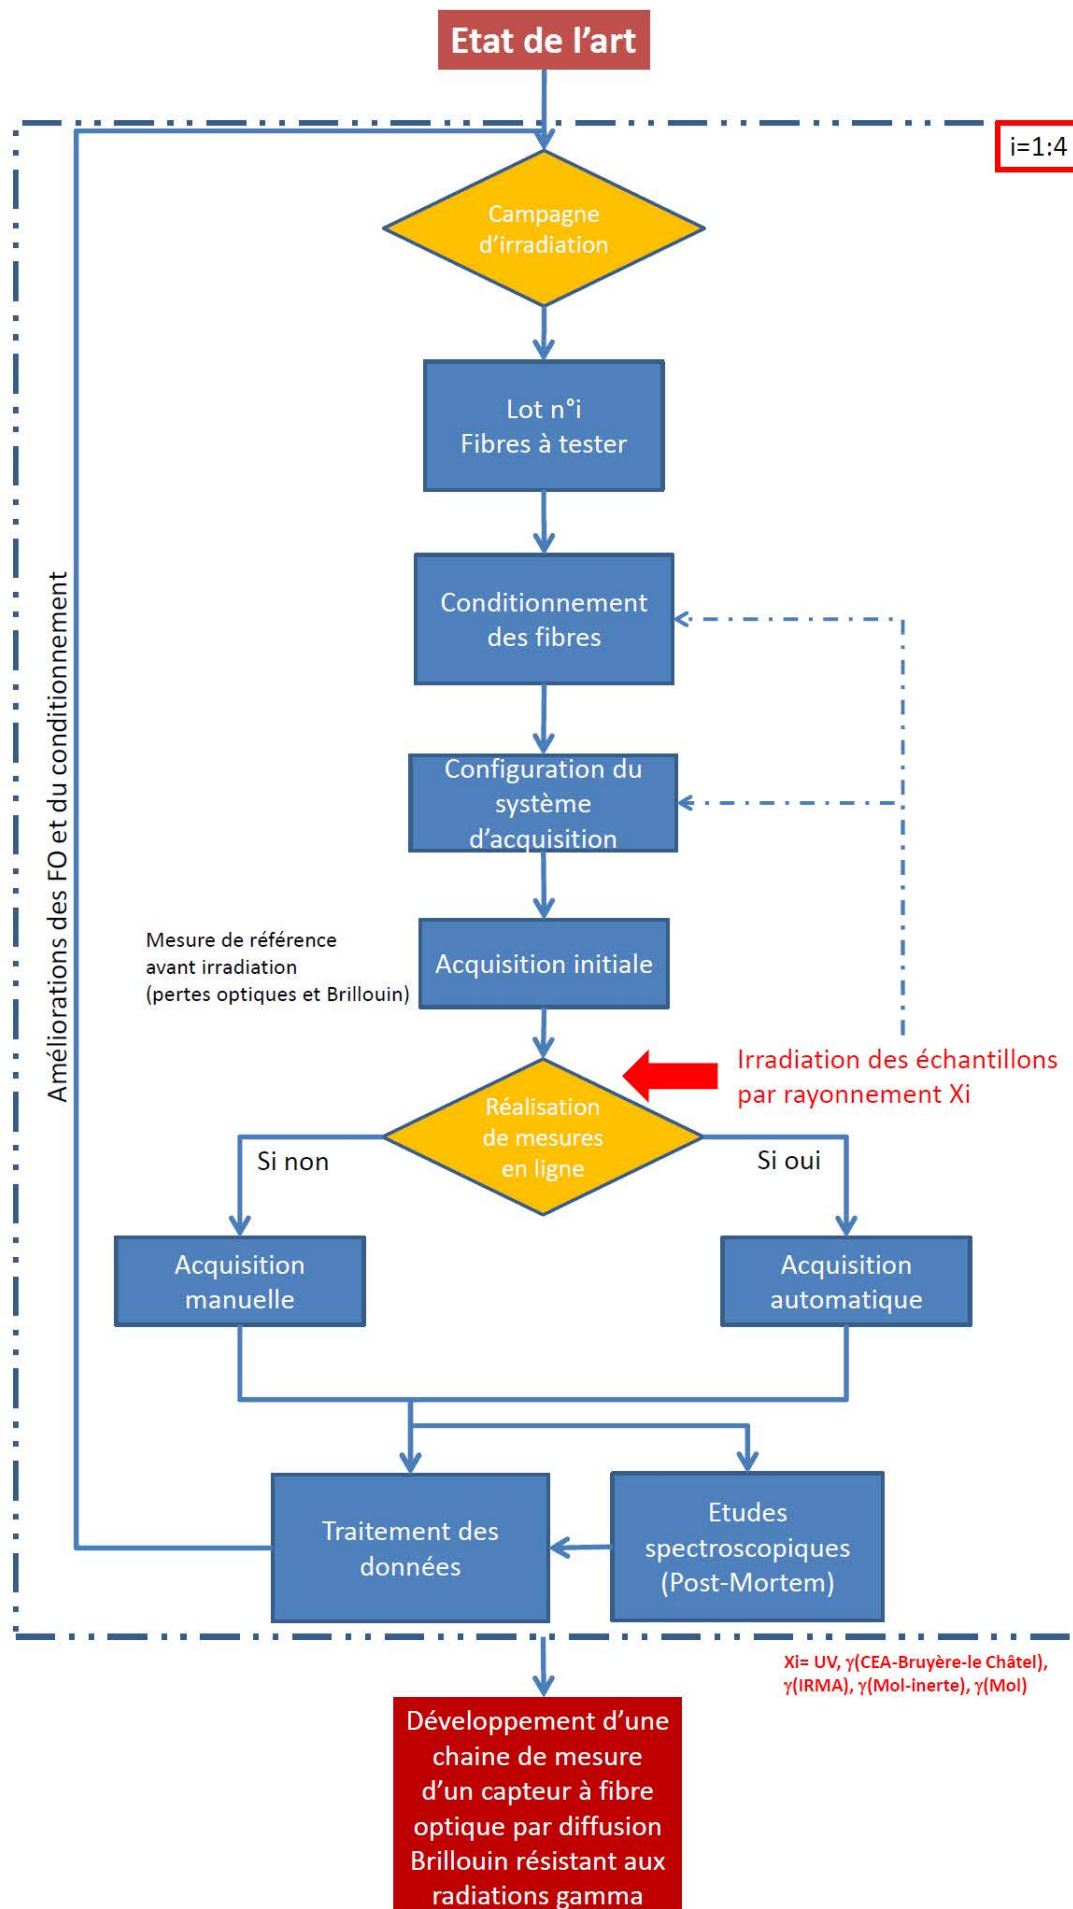 Etat de l’art
i=1:4
Campagne
d’irradiation
Lot n°i
Fibres à tester
Conditionnement
des fibres
Configuration du
système
d’acquisition
Améliorations des FO et du conditionnement
Mesure de référence
avant irradiation
(pertes optiques et Brillouin)
Acquisition initiale
Irradiation des échantillons
par rayonnement Xi
Réalisation
de mesures
en ligne
Si non
Si oui
Acquisition
manuelle
Acquisition
automatique
Traitement des
données
Etudes
spectroscopiques
(Post-Mortem)
Xi= UV, γ(CEA-Bruyère-le Châtel),
γ(IRMA), γ(Mol-inerte), γ(Mol)
Développement d’une
chaine de mesure
d’un capteur à fibre
optique par diffusion
Brillouin résistant aux
radiations gamma